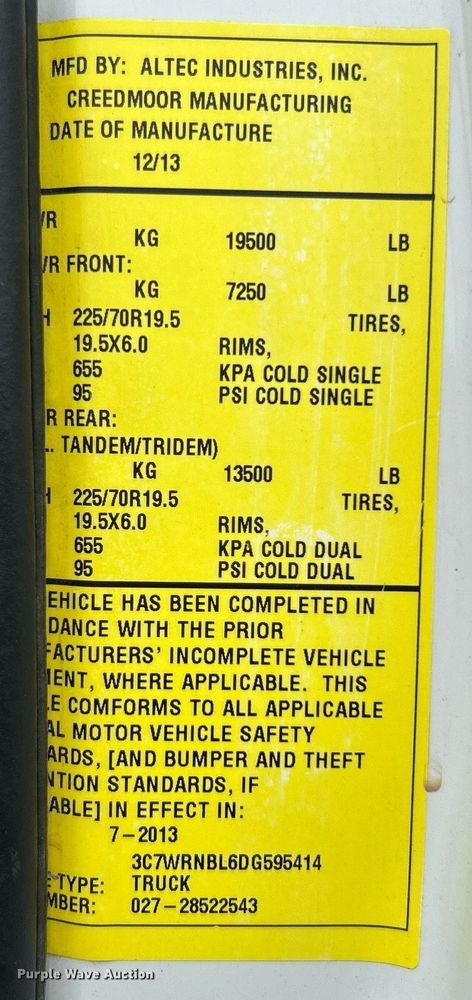 MFD BY: ALTEC INDUSTRIES, INC.
CREEDMOOR MANUFACTURING
DATE OF MANUFACTURE
12/13
/R
KG 19500 LB
/R FRONT:
KG 7250 LB
H 225/70R19.5 TIRES,
19.5X6.0 RIMS,
655 KPA COLD SINGLE
95 PSI COLD SINGLE
R REAR:
. TANDEM/TRIDEM)
KG 13500 LB
H 225/70R19.5 TIRES,
19.5X6.0 RIMS,
655 KPA COLD DUAL
95 PSI COLD DUAL
EHICLE HAS BEEN COMPLETED IN
DANCE WITH THE PRIOR
FACTURERS' INCOMPLETE VEHICLE
MENT, WHERE APPLICABLE. THIS
LE COMFORMS TO ALL APPLICABLE
AL MOTOR VEHICLE SAFETY
ARDS, [AND BUMPER AND THEFT
NTION STANDARDS, IF
ABLE] IN EFFECT IN:
7-2013
3C7WRNBL6DG595414
E TYPE: TRUCK
MBER: 027-28522543
Purple Wave Auction